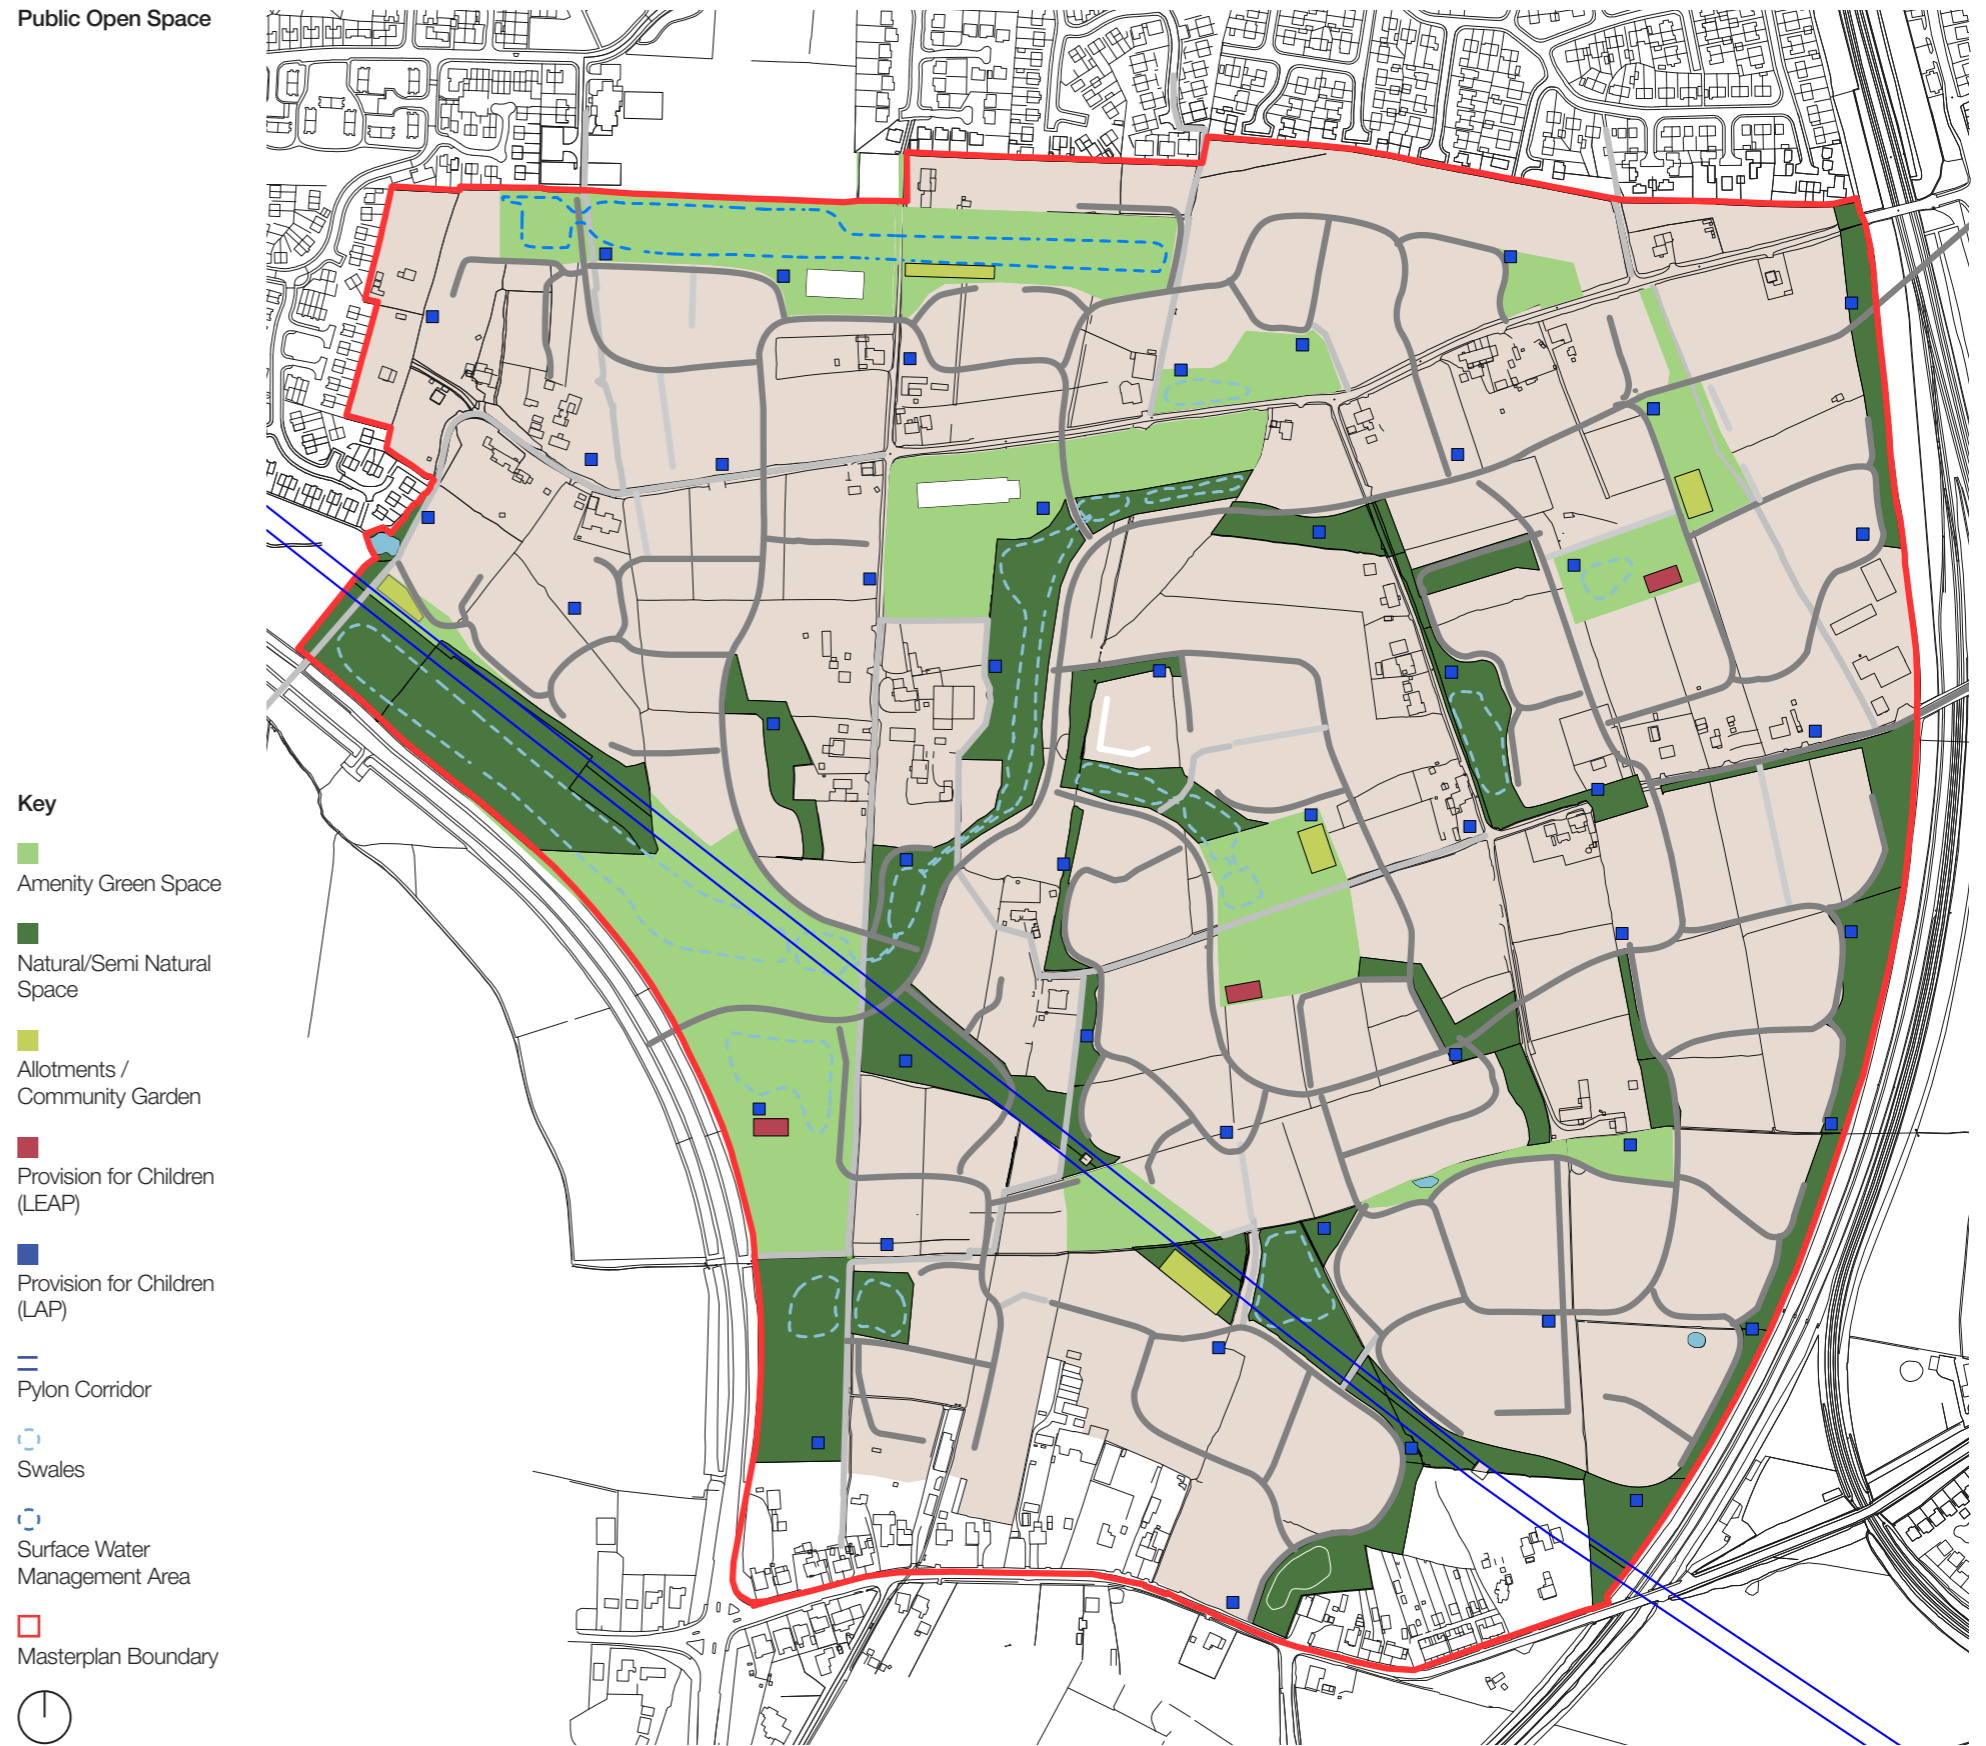 Public Open Space
Key
Amenity Green Space
Natural/Semi Natural
Space
Allotments /
Community Garden
Provision for Children
(LEAP)
Provision for Children
(LAP)
Pylon Corridor
Swales
Surface Water
Management Area
Masterplan Boundary